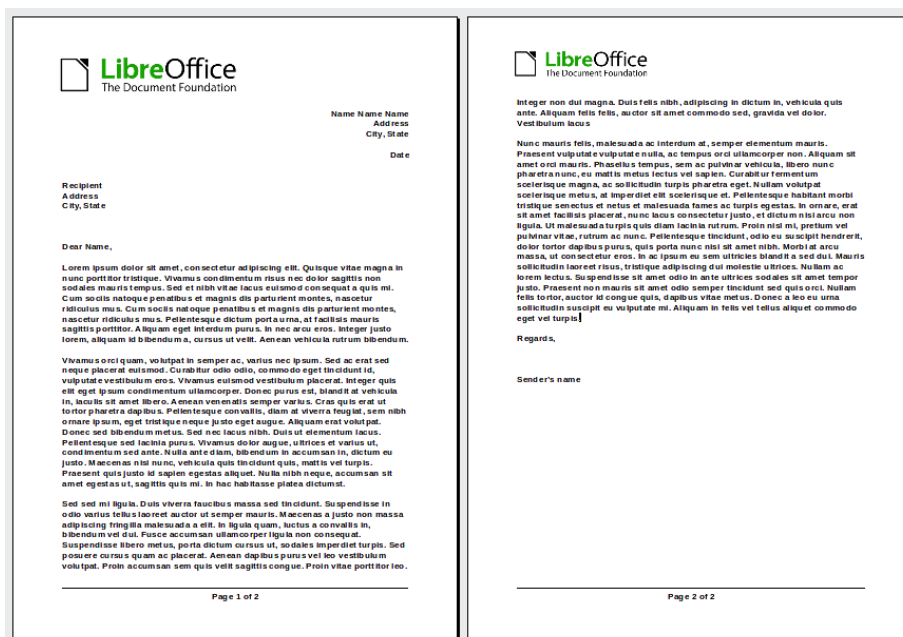 LibreOffice
The Document Foundation
Name Name Name
Address
City, State
Date
Recipient
Address
City, State
Dear Name,
Lorem ipsum dolor sit amet, consectetur adipiscing elit. Quisque vitae magna in
nunc porttitor tristique. Vivamus condimentum risus nec dolor sagittis non
sodales mauris tempus. Sed et nibh vitae lacus euismod consequat a quis mi.
Cum sociis natoque penatibus et magnis dis parturient montes, nascetur
ridiculus mus. Cum sociis natoque penatibus et magnis dis parturient montes,
nascetur ridiculus mus. Pellentesque dictum porta urna, at facilisis mauris
sagittis porttitor. Aliquam eget interdum purus. In nec arcu eros. Integer justo
lorem, aliquam id bibendum a, cursus ut velit. Aenean vehicula rutrum bibendum.
Vivamus orci quam, volutpat in semper ac, varius nec ipsum. Sed ac erat sed
neque placerat euismod. Curabitur odio odio, commodo eget tincidunt id,
vulputate vestibulum eros. Vivamus euismod vestibulum placerat. Integer quis
elit eget ipsum condimentum ullamcorper. Donec purus est, blandit at vehicula
in, iaculis sit amet libero. Aenean venenatis semper varius. Cras quis erat ut
tortor pharetra dapibus. Pellentesque convallis, diam at viverra feugiat, sem nibh
ornare ipsum, eget tristique neque justo eget augue. Aliquam erat volutpat.
Donec sed bibendum metus. Sed nec lacus nibh. Duis ut elementum lacus.
Pellentesque sed lacinia purus. Vivamus dolor augue, ultrices et varius ut,
condimentum sed ante. Nulla ante diam, bibendum in accumsan in, dictum eu
justo. Maecenas nisl nunc, vehicula quis tincidunt quis, mattis vel turpis.
Praesent quis justo id sapien egestas aliquet. Nulla nibh neque, accumsan sit
amet egestas ut, sagittis quis mi. In hac habitasse platea dictumst.
Sed sed mi ligula. Duis viverra faucibus massa sed tincidunt. Suspendisse in
odio varius tellus laoreet auctor ut semper mauris. Maecenas a justo non massa
adipiscing fringilla malesuada a elit. In ligula quam, luctus a convallis in,
bibendum vel dui. Fusce accumsan ullamcorper ligula non consequat.
Suspendisse libero metus, porta dictum cursus ut, sodales imperdiet turpis. Sed
posuere cursus quam ac placerat. Aenean dapibus purus vel leo vestibulum
volutpat. Proin accumsan sem quis velit sagittis congue. Proin vitae porttitor leo.
Page 1 of 2
LibreOffice
The Document Foundation
Integer non dui magna. Duis felis nibh, adipiscing in dictum in, vehicula quis
ante. Aliquam felis felis, auctor sit amet commodo sed, gravida vel dolor.
Vestibulum lacus
Nunc mauris felis, malesuada ac interdum at, semper elementum mauris.
Praesent vulputate vulputate nulla, ac tempus orci ullamcorper non. Aliquam sit
amet orci mauris. Phasellus tempus, sem ac pulvinar vehicula, libero nunc
pharetra nunc, eu mattis metus lectus vel sapien. Curabitur fermentum
scelerisque magna, ac sollicitudin turpis pharetra eget. Nullam volutpat
scelerisque metus, at imperdiet elit scelerisque et. Pellentesque habitant morbi
tristique senectus et netus et malesuada fames ac turpis egestas. In ornare, erat
sit amet facilisis placerat, nunc lacus consectetur justo, et dictum nisi arcu non
ligula. Ut malesuada turpis quis diam lacinia rutrum. Proin nisl mi, pretium vel
pulvinar vitae, rutrum ac nunc. Pellentesque tincidunt, odio eu suscipit hendrerit,
dolor tortor dapibus purus, quis porta nunc nisi sit amet nibh. Morbi at arcu
massa, ut consectetur eros. In ac ipsum eu sem ultricies blandit a sed dui. Mauris
sollicitudin laoreet risus, tristique adipiscing dui molestie ultrices. Nullam ac
lorem lectus. Suspendisse sit amet odio in ante ultrices sodales sit amet tempor
justo. Praesent non mauris sit amet odio semper tincidunt sed quis orci. Nullam
felis tortor, auctor id congue quis, dapibus vitae metus. Donec a leo eu urna
sollicitudin suscipit eu vulputate mi. Aliquam in felis vel tellus aliquet commodo
eget vel turpis.
Regards,
Sender's name
Page 2 of 2